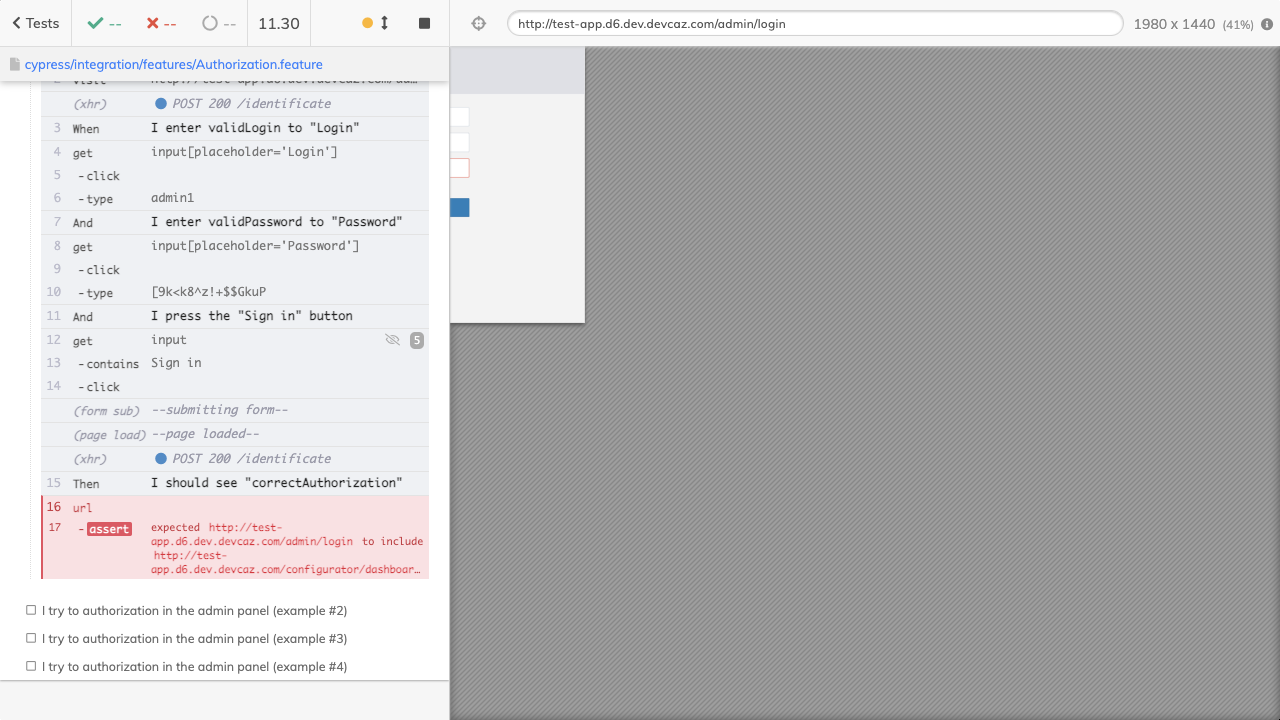 Tests
--
--
--
11.30
http://test-app.d6.dev.devcaz.com/admin/login
1980 x 1440 (41%)
cypress/integration/features/Authorization.feature
(xhr) POST 200 /identificate
3 When I enter validLogin to "Login"
4 get input[placeholder='Login']
5 -click
6 -type admin1
7 And I enter validPassword to "Password"
8 get input[placeholder='Password']
9 -click
10 -type [9k<k8^z!+$$GkuP
11 And I press the "Sign in" button
12 get input 5
13 -contains Sign in
14 -click
(form sub) --submitting form--
(page load) --page loaded--
(xhr) POST 200 /identificate
15 Then I should see "correctAuthorization"
16 url
17 -assert expected http://test-
app.d6.dev.devcaz.com/admin/login to include
http://test-
app.d6.dev.devcaz.com/configurator/dashboar…
I try to authorization in the admin panel (example #2)
I try to authorization in the admin panel (example #3)
I try to authorization in the admin panel (example #4)